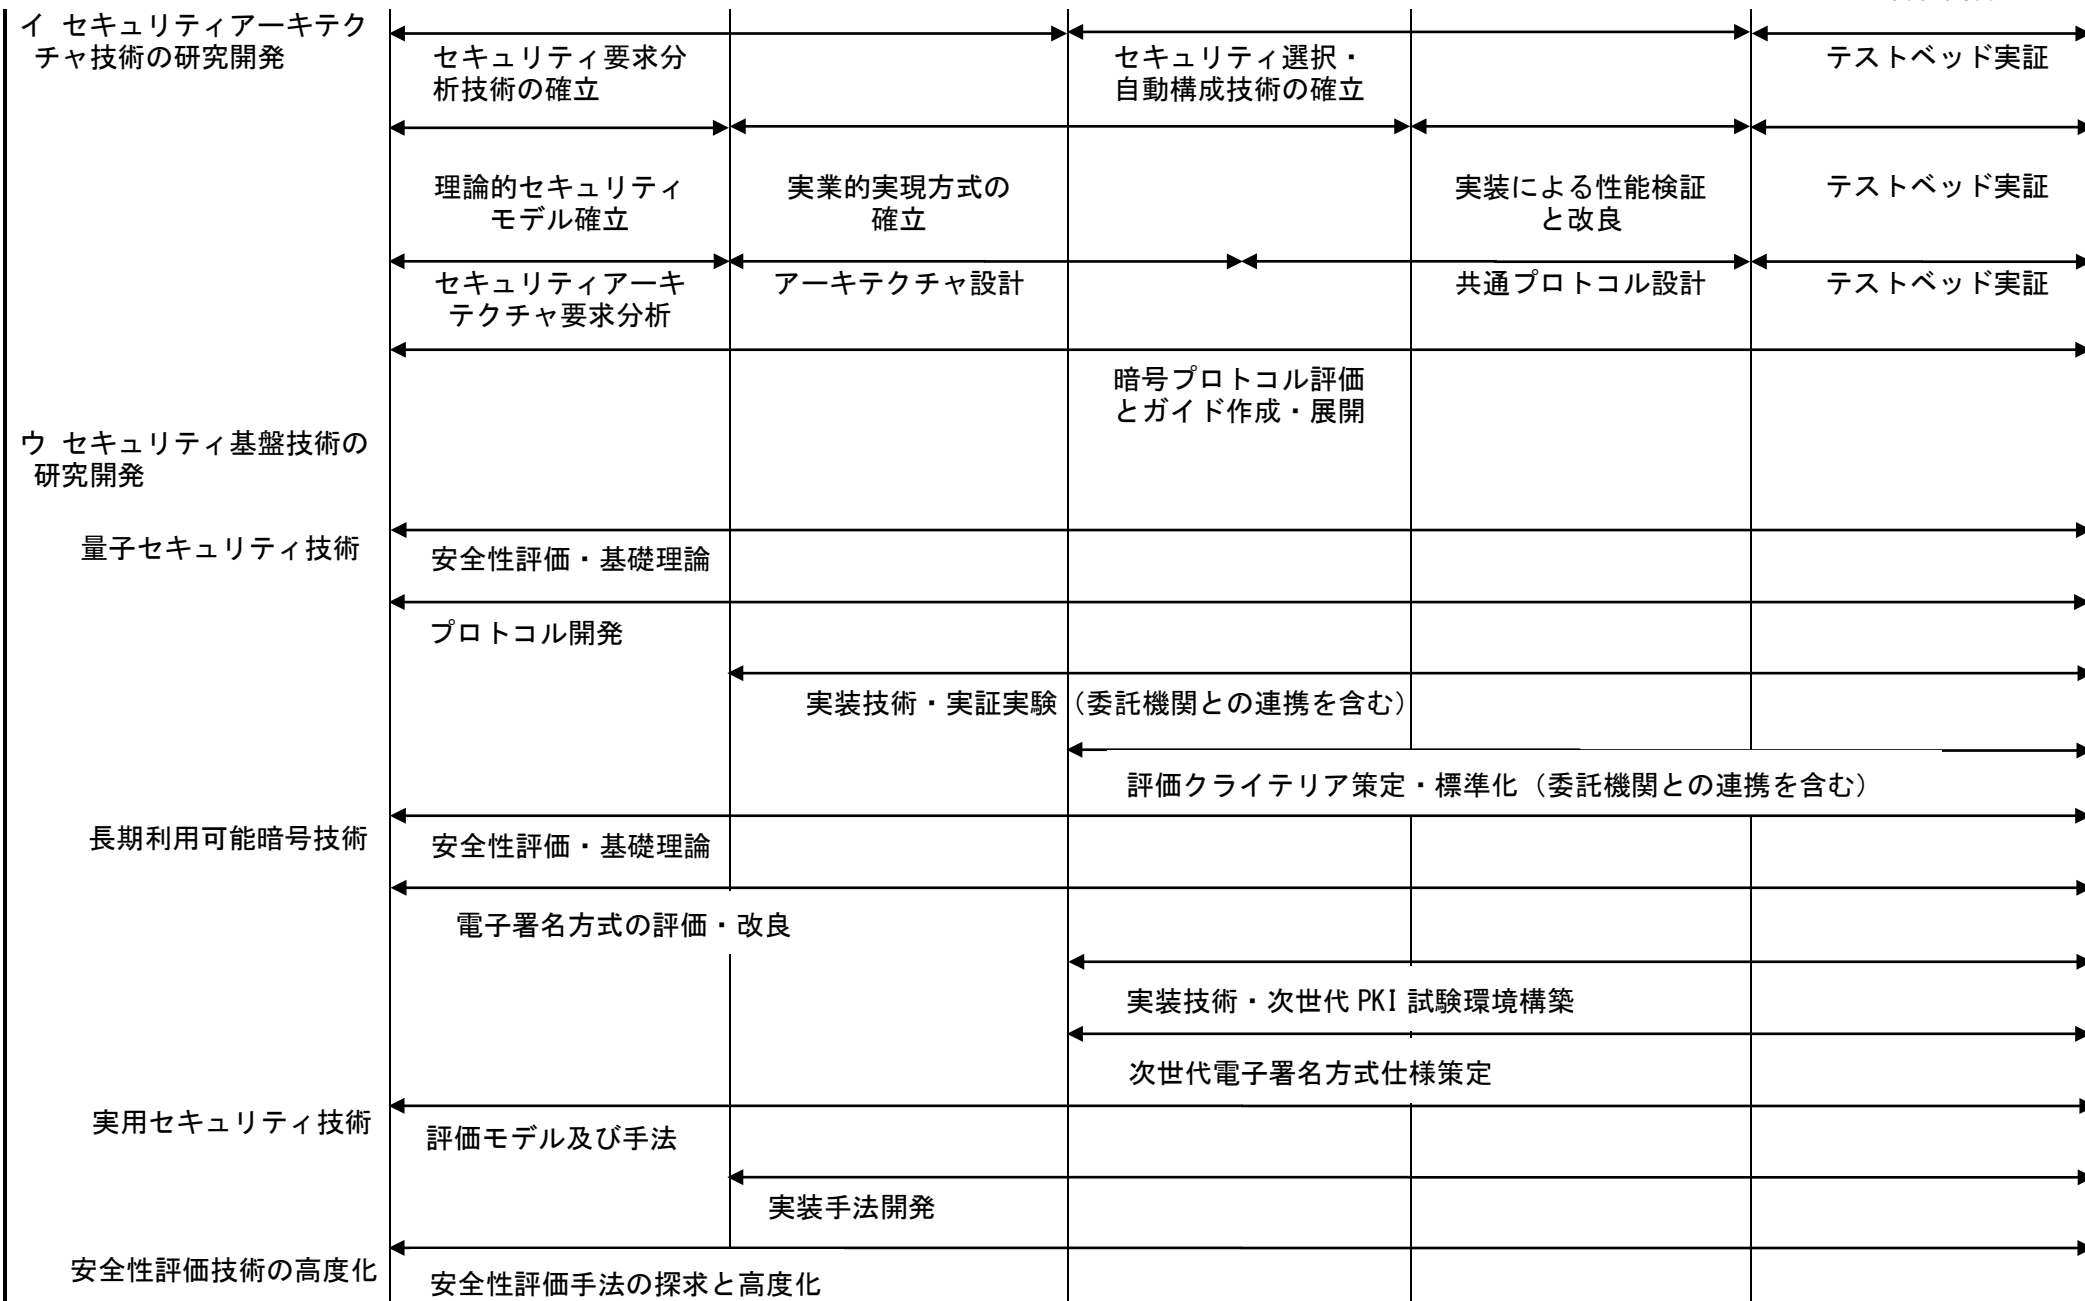 イ セキュリティアーキテク
チャ技術の研究開発
セキュリティ要求分
析技術の確立
セキュリティ選択・
自動構成技術の確立
テストベッド実証
理論的セキュリティ
モデル確立
実業的実現方式の
確立
実装による性能検証
と改良
テストベッド実証
セキュリティアーキ
テクチャ要求分析
アーキテクチャ設計
共通プロトコル設計
テストベッド実証
暗号プロトコル評価
とガイド作成・展開
ウ セキュリティ基盤技術の
研究開発
量子セキュリティ技術
安全性評価・基礎理論
プロトコル開発
実装技術・実証実験（委託機関との連携を含む）
評価クライテリア策定・標準化（委託機関との連携を含む）
長期利用可能暗号技術
安全性評価・基礎理論
電子署名方式の評価・改良
実装技術・次世代 PKI 試験環境構築
次世代電子署名方式仕様策定
実用セキュリティ技術
評価モデル及び手法
実装手法開発
安全性評価技術の高度化
安全性評価手法の探求と高度化